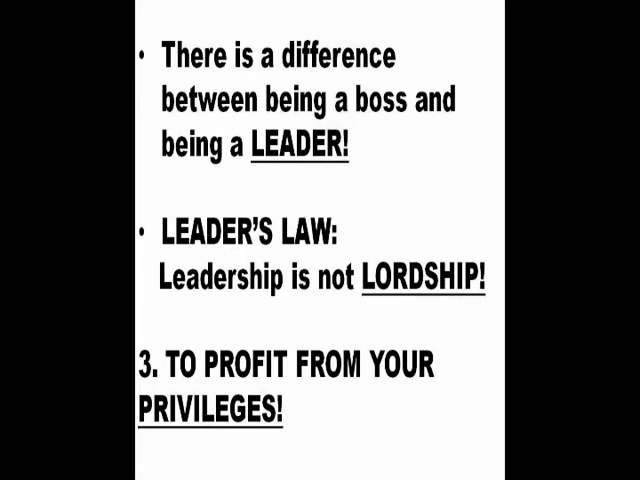 • There is a difference
between being a boss and
being a LEADER!
• LEADER'S LAW:
Leadership is not LORDSHIP!
3. TO PROFIT FROM YOUR
PRIVILEGES!